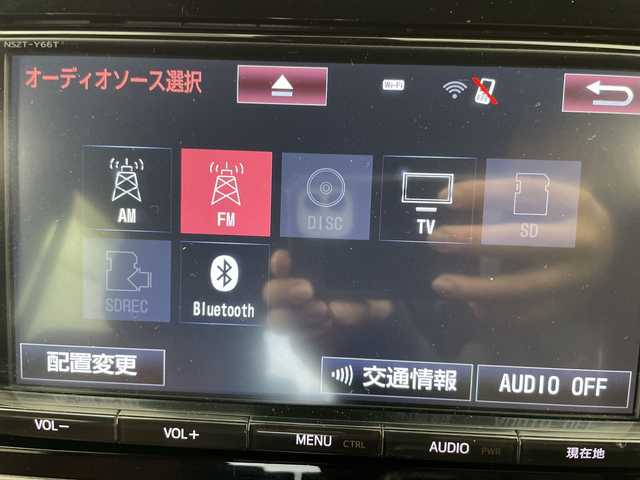 NSZT-Y66T
オーディオソース選択
Wi-Fi
AM FM DISC TV SD
SDREC Bluetooth
配置変更 交通情報 AUDIO OFF
VOL− VOL+ MENU CTRL AUDIO PWR 現在地